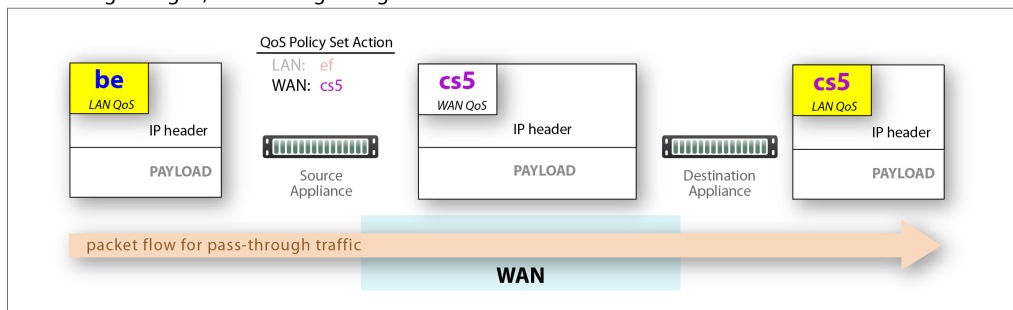 QoS Policy Set Action
LAN: ef
WAN: cs5
be
LAN QoS
IP header
PAYLOAD
Source
Appliance
cs5
WAN QoS
IP header
PAYLOAD
Destination
Appliance
cs5
LAN QoS
IP header
PAYLOAD
packet flow for pass-through traffic
WAN